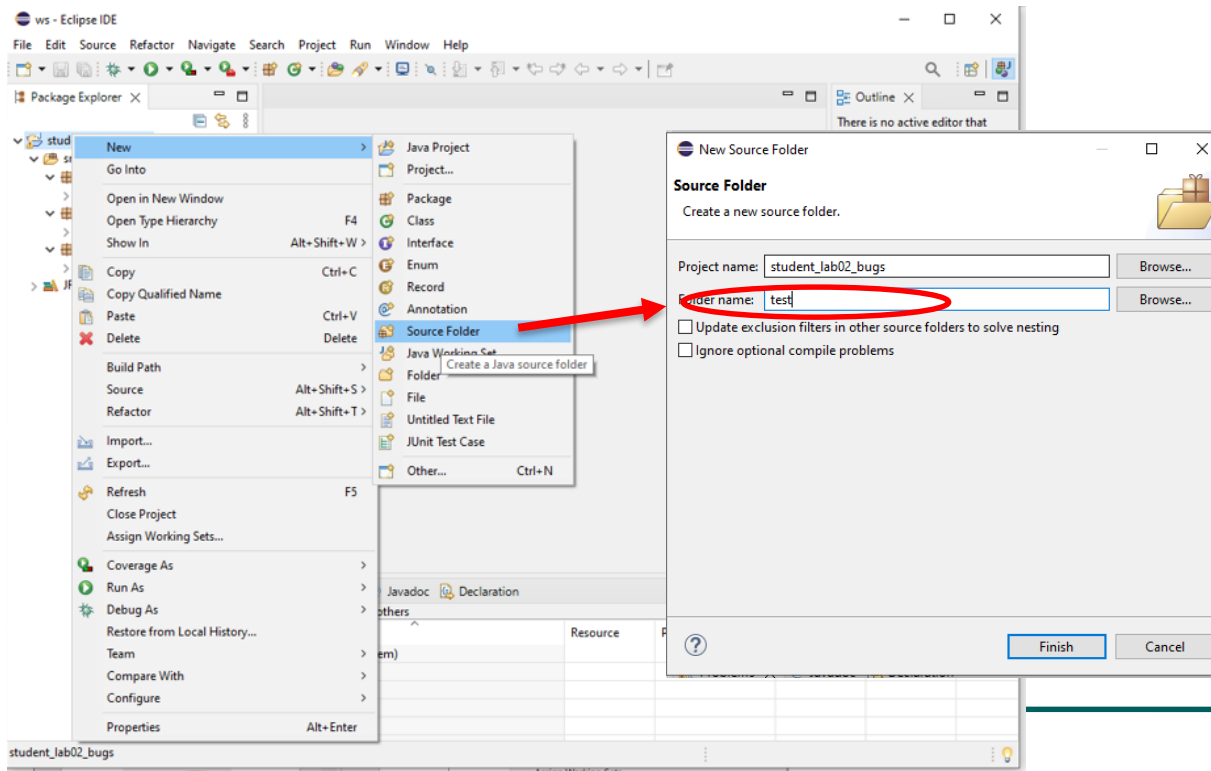 ws - Eclipse IDE
File Edit Source Refactor Navigate Search Project Run Window Help
Package Explorer
Outline
There is no active editor that
stud
New
Go Into
Open in New Window
Open Type Hierarchy F4
Show In Alt+Shift+W >
Copy Ctrl+C
Copy Qualified Name
Paste Ctrl+V
Delete Delete
Build Path
Source Alt+Shift+S >
Refactor Alt+Shift+T >
Import...
Export...
Refresh F5
Close Project
Assign Working Sets...
Coverage As
Run As
Debug As
Restore from Local History...
Team
Compare With
Configure
Properties Alt+Enter
Java Project
Project...
Package
Class
Interface
Enum
Record
Annotation
Source Folder
Java Working Set
Create a Java source folder
Folder
File
Untitled Text File
JUnit Test Case
Other... Ctrl+N
New Source Folder
Source Folder
Create a new source folder.
Project name: student_lab02_bugs Browse...
Folder name: test Browse...
Update exclusion filters in other source folders to solve nesting
Ignore optional compile problems
Finish Cancel
Javadoc Declaration
others
Resource P
em)
student_lab02_bugs